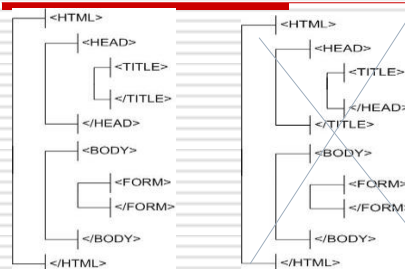 <HTML>
<HEAD>
<TITLE>
</TITLE>
</HEAD>
<BODY>
<FORM>
</FORM>
</BODY>
</HTML>
<HTML>
<HEAD>
<TITLE>
</HEAD>
</TITLE>
<BODY>
<FORM>
</FORM
</BODY>
</HTML>